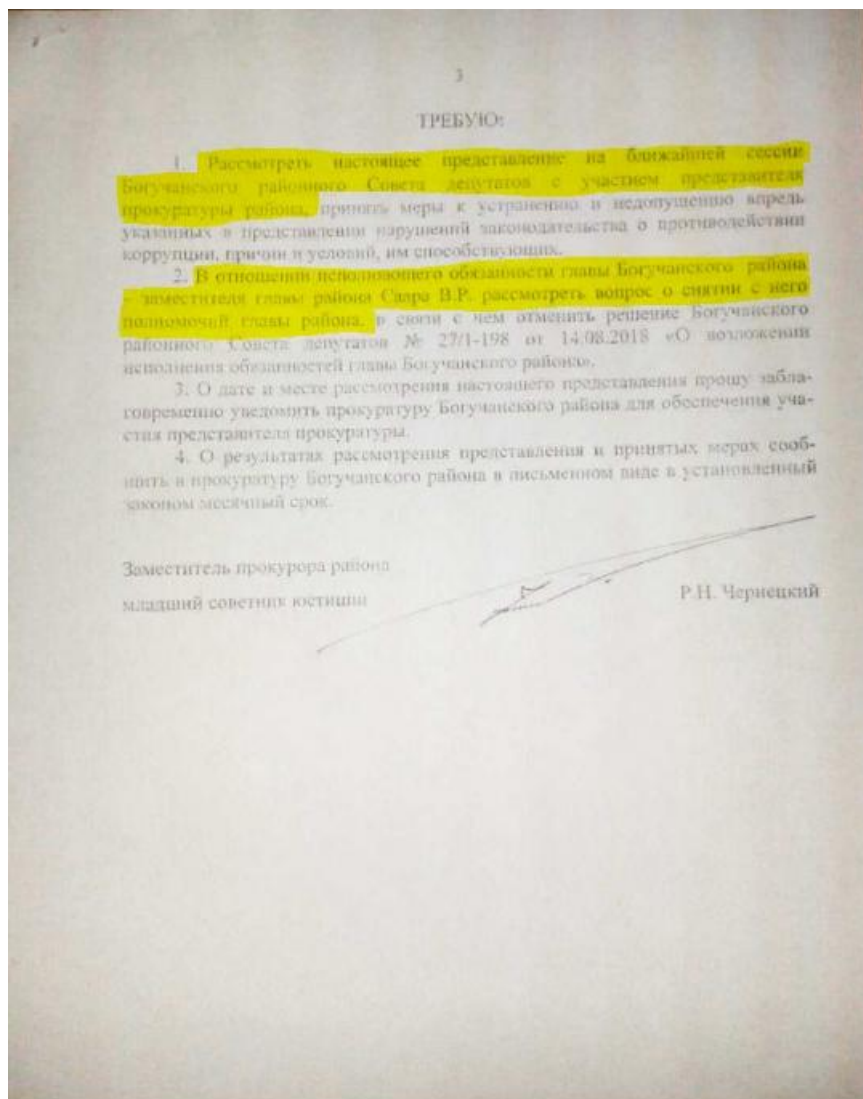 3
ТРЕБУЮ:
1. Рассмотреть настоящее представление на ближайшей сессии
Богучанского районного Совета депутатов с участием представителя
прокуратуры района, принять меры к устранению и недопущению впредь
указанных в представлении нарушений законодательства о противодействии
коррупции, причин и условий, им способствующих.
2. В отношении исполняющего обязанности главы Богучанского района
– заместителя главы района Саара В.Р. рассмотреть вопрос о снятии с него
полномочий главы района, в связи с чем отменить решение Богучанского
районного Совета депутатов № 27/1-198 от 14.08.2018 «О возложении
исполнения обязанностей главы Богучанского района».
3. О дате и месте рассмотрения настоящего представления прошу забла-
говременно уведомить прокуратуру Богучанского района для обеспечения уча-
стия представителя прокуратуры.
4. О результатах рассмотрения представления и принятых мерах сооб-
щить в прокуратуру Богучанского района в письменном виде в установленный
законом месячный срок.
Заместитель прокурора района
младший советник юстиции Р.Н. Чернецкий